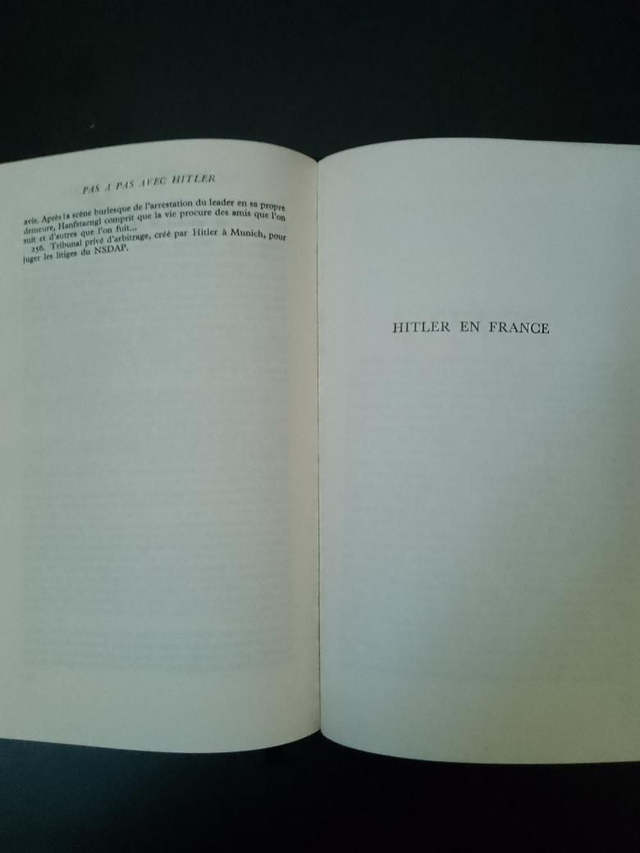 PAS A PAS AVEC HITLER
avis. Après la scène burlesque de l'arrestation du leader en sa propre
demeure, Hanfstaengl comprit que la vie procure des amis que l'on
suit et d'autres que l'on fuit...
256. Tribunal privé d'arbitrage, créé par Hitler à Munich, pour
juger les litiges du NSDAP.
HITLER EN FRANCE